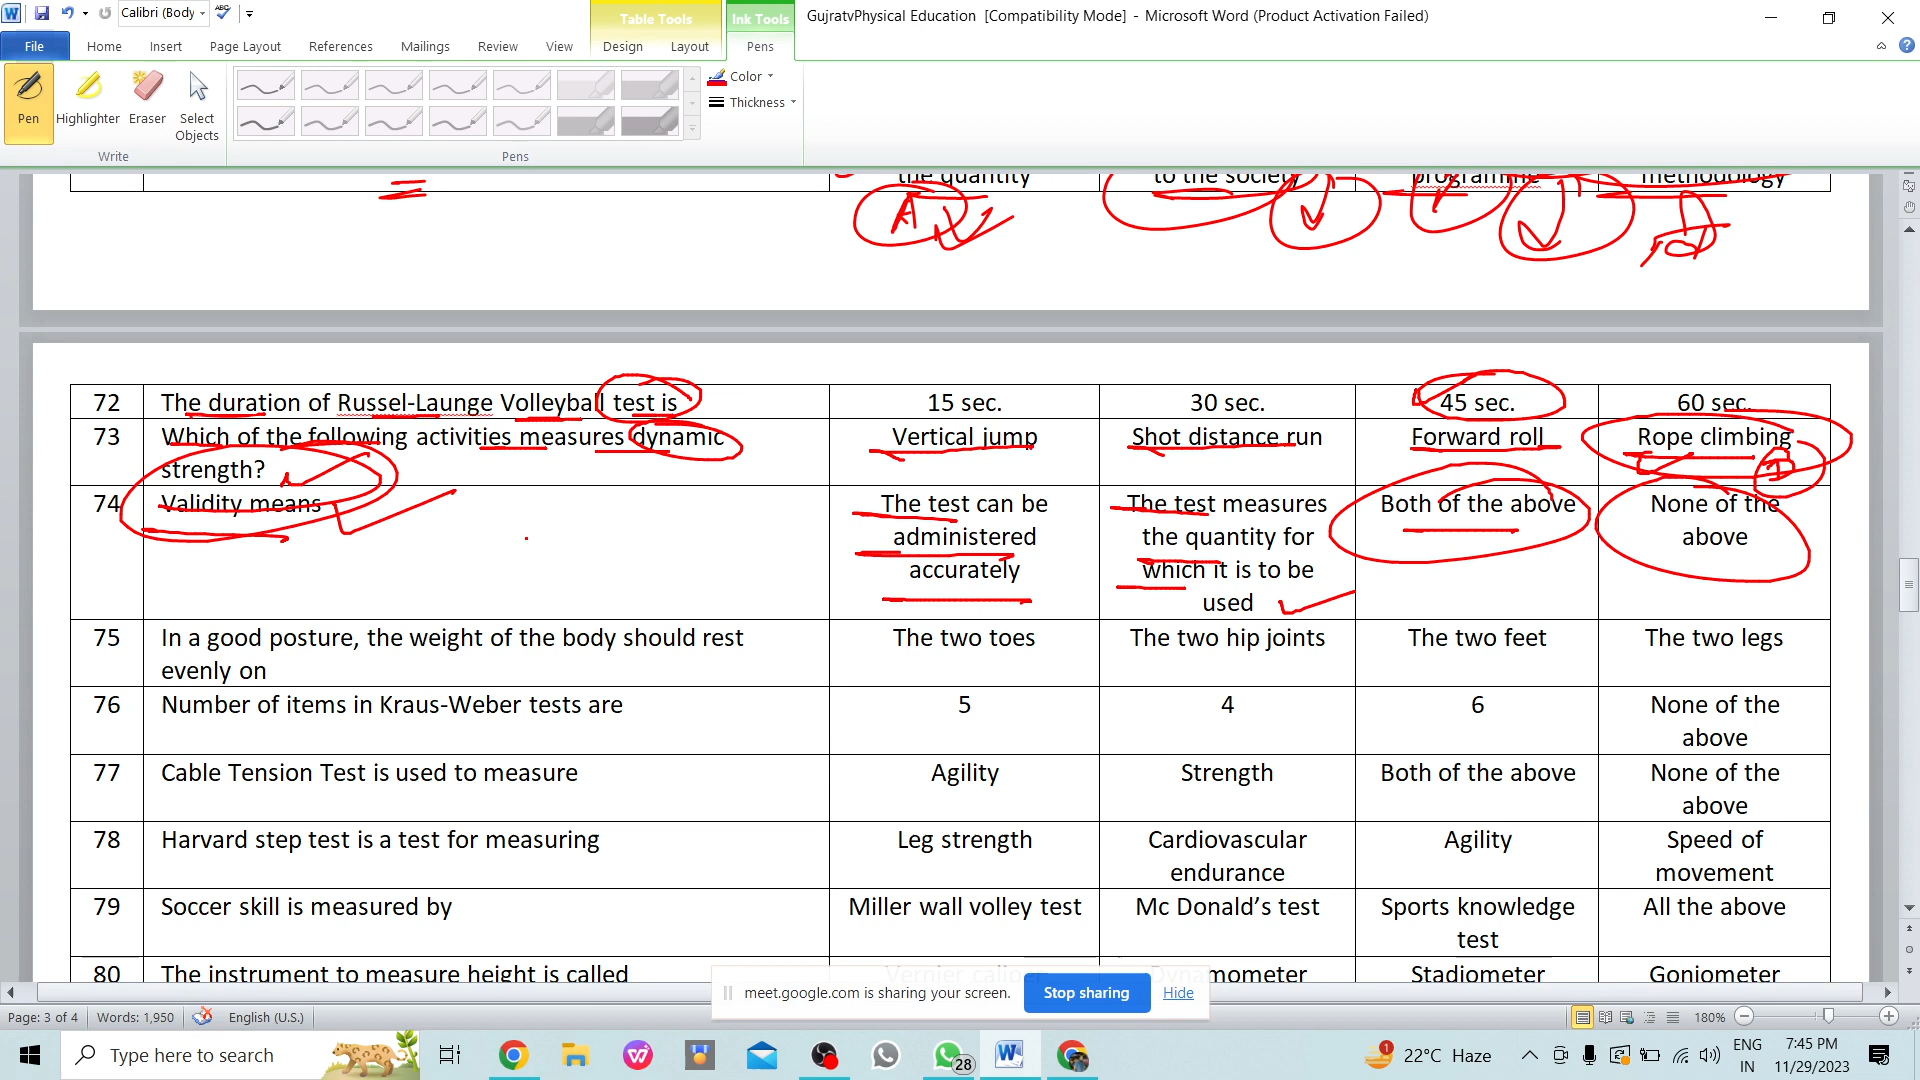 Calibri (Body
Table Tools
Ink Tools
GujratvPhysical Education [Compatibility Mode] - Microsoft Word (Product Activation Failed)
File
Home
Insert
Page Layout
References
Mailings
Review
View
Design
Layout
Pens
Pen
Highlighter
Eraser
Select
Objects
Color
Thickness
Write
Pens
the quantity
to the society
programme
methodology
A
72
The duration of Russel-Launge Volleyball test is
15 sec.
30 sec.
45 sec.
60 sec.
73
Which of the following activities measures dynamic
strength?
Vertical jump
Shot distance run
Forward roll
Rope climbing
D
74
Validity means
The test can be
administered
accurately
The test measures
the quantity for
which it is to be
used
Both of the above
None of the
above
75
In a good posture, the weight of the body should rest
evenly on
The two toes
The two hip joints
The two feet
The two legs
76
Number of items in Kraus-Weber tests are
5
4
6
None of the
above
77
Cable Tension Test is used to measure
Agility
Strength
Both of the above
None of the
above
78
Harvard step test is a test for measuring
Leg strength
Cardiovascular
endurance
Agility
Speed of
movement
79
Soccer skill is measured by
Miller wall volley test
Mc Donald's test
Sports knowledge
test
All the above
80
The instrument to measure height is called
Stadiometer
Goniometer
meet.google.com is sharing your screen.
Stop sharing
Hide
Page: 3 of 4
Words: 1,950
English (U.S.)
180%
Type here to search
28
1
22°C Haze
ENG
IN
7:45 PM
11/29/2023